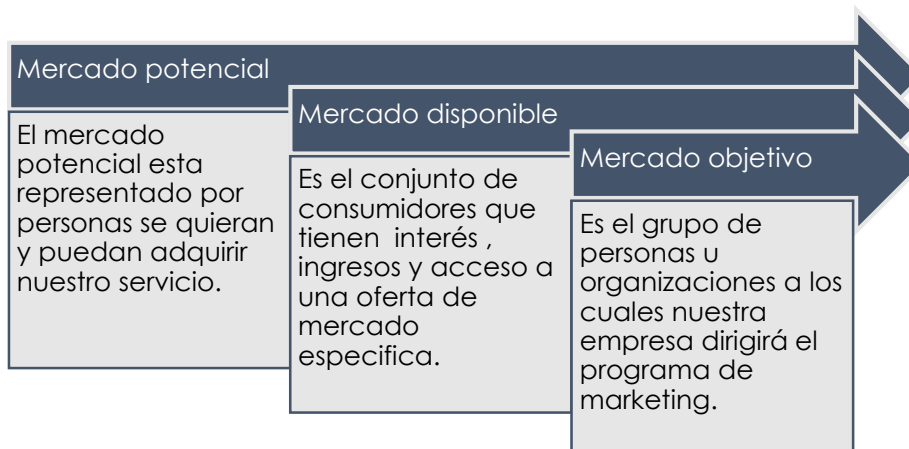 Mercado potencial
El mercado
potencial esta
representado por
personas se quieran
y puedan adquirir
nuestro servicio.
Mercado disponible
Es el conjunto de
consumidores que
tienen  interés ,
ingresos y acceso a
una oferta de
mercado
especifica.
Mercado objetivo
Es el grupo de
personas u
organizaciones a los
cuales nuestra
empresa dirigirá el
programa de
marketing.